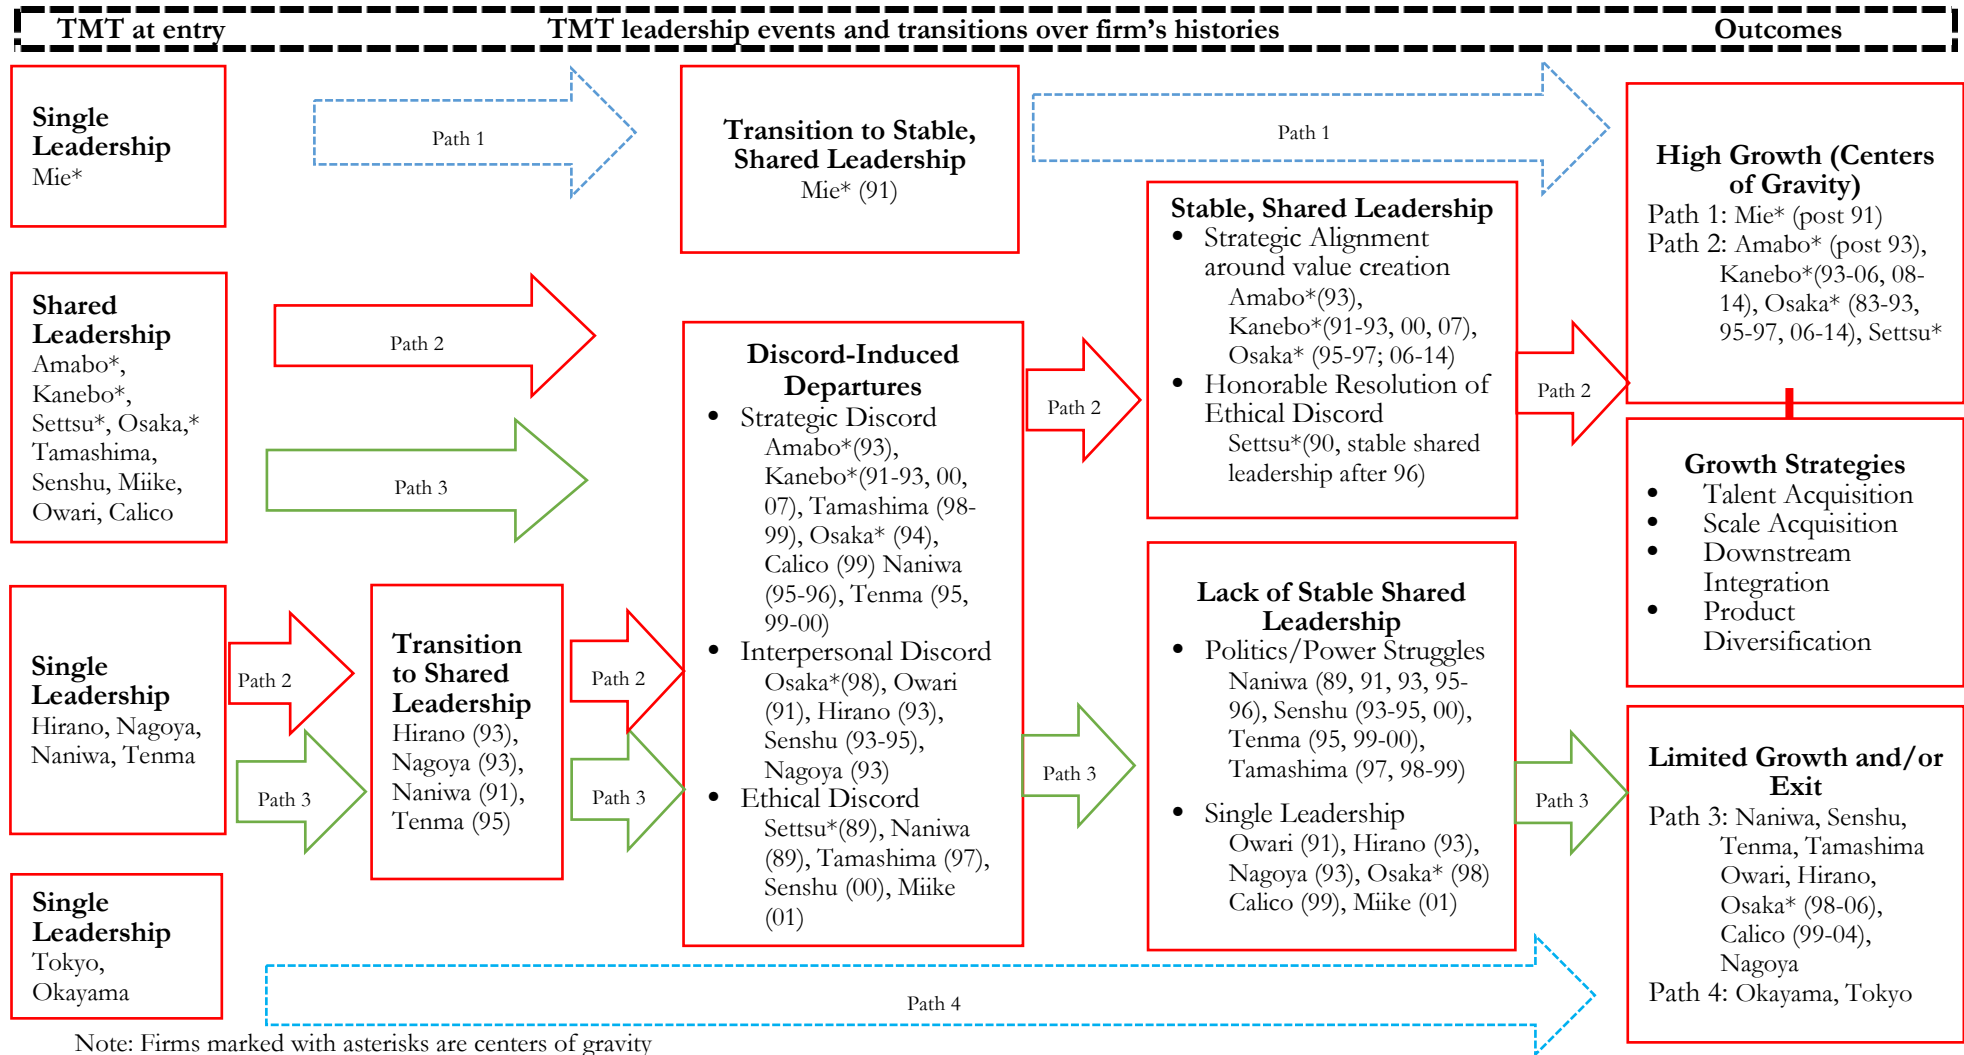 TMT at entry
TMT leadership events and transitions over firm's histories
Outcomes
Single
Leadership
Mie*
Path 1
Transition to Stable,
Shared Leadership
Mie* (91)
Path 1
High Growth (Centers
of Gravity)
Path 1: Mie* (post 91)
Path 2: Amabo* (post 93),
Kanebo*(93-06, 08-
14), Osaka* (83-93,
95-97, 06-14), Settsu*
Shared
Leadership
Amabo*,
Kanebo*,
Settsu*, Osaka,*
Tamashima,
Senshu, Miike,
Owari, Calico
Path 2
Path 3
Discord-Induced
Departures
• Strategic Discord
Amabo*(93),
Kanebo*(91-93, 00,
07), Tamashima (98-
99), Osaka* (94),
Calico (99) Naniwa
(95-96), Tenma (95,
99-00)
• Interpersonal Discord
Osaka*(98), Owari
(91), Hirano (93),
Senshu (93-95),
Nagoya (93)
• Ethical Discord
Settsu*(89), Naniwa
(89), Tamashima (97),
Senshu (00), Miike
(01)
Path 2
Stable, Shared Leadership
• Strategic Alignment
around value creation
Amabo*(93),
Kanebo*(91-93, 00, 07),
Osaka* (95-97; 06-14)
• Honorable Resolution of
Ethical Discord
Settsu*(90, stable shared
leadership after 96)
Path 2
Growth Strategies
• Talent Acquisition
• Scale Acquisition
• Downstream
Integration
• Product
Diversification
Single
Leadership
Hirano, Nagoya,
Naniwa, Tenma
Path 2
Path 3
Transition
to Shared
Leadership
Hirano (93),
Nagoya (93),
Naniwa (91),
Tenma (95)
Path 2
Path 3
Path 3
Lack of Stable Shared
Leadership
• Politics/Power Struggles
Naniwa (89, 91, 93, 95-
96), Senshu (93-95, 00),
Tenma (95, 99-00),
Tamashima (97, 98-99)
• Single Leadership
Owari (91), Hirano (93),
Nagoya (93), Osaka* (98)
Calico (99), Miike (01)
Path 3
Limited Growth and/or
Exit
Path 3: Naniwa, Senshu,
Tenma, Tamashima
Owari, Hirano,
Osaka* (98-06),
Calico (99-04),
Nagoya
Path 4: Okayama, Tokyo
Single
Leadership
Tokyo,
Okayama
Path 4
Note: Firms marked with asterisks are centers of gravity